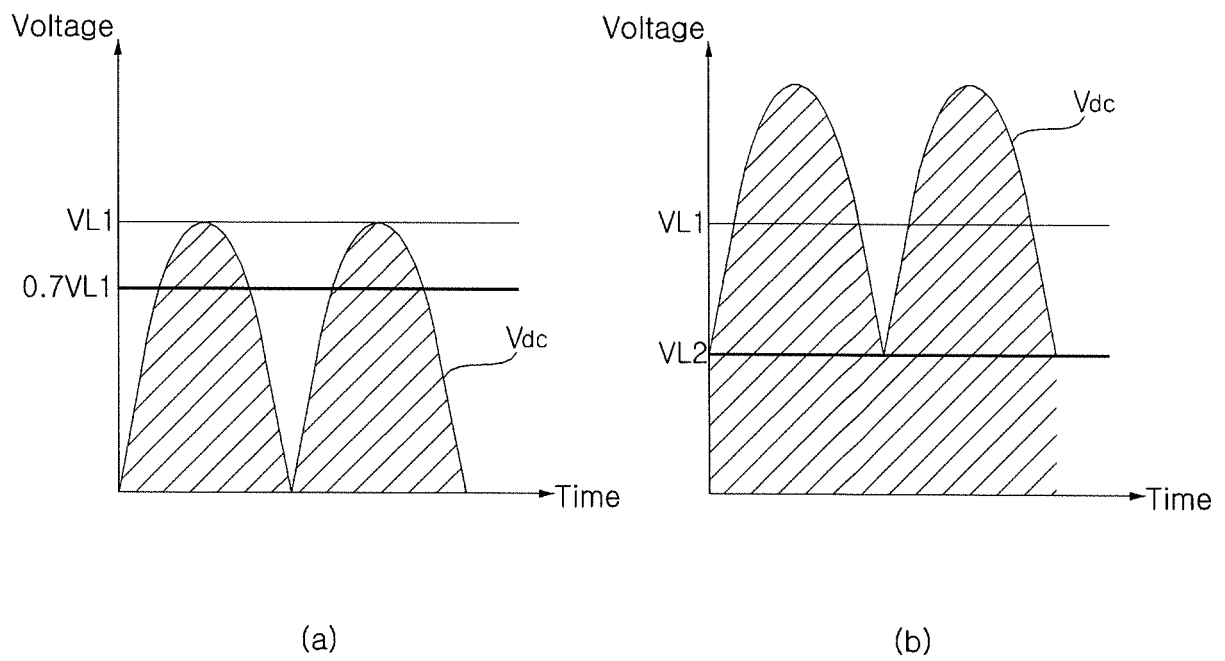 Voltage
VL1
0.7VL1
Vdc
Time
(a)
Voltage
Vdc
VL1
VL2
Time
(b)